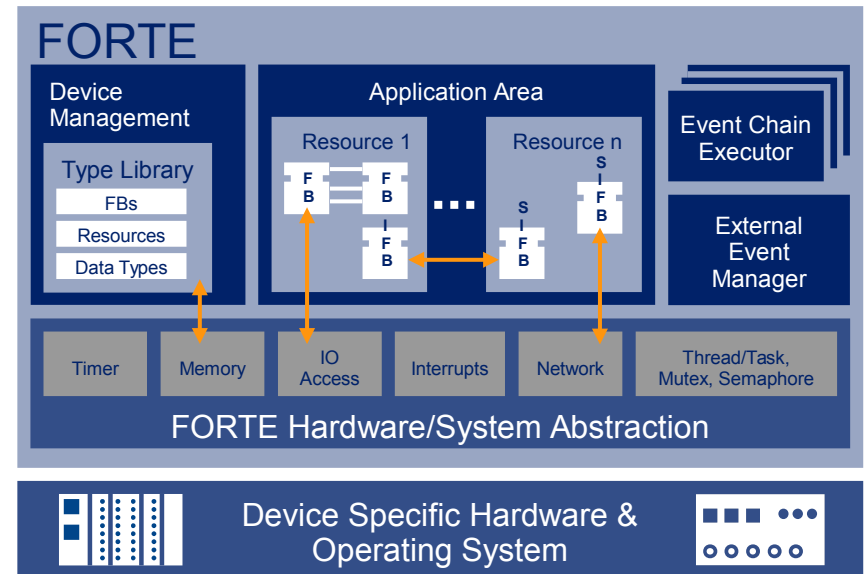 FORTE
Device
Management
Type Library
FBs
Resources
Data Types
Application Area
Resource 1
F
B
F
B
I
F
B
...
Resource n
S
I
F
B
S
I
F
B
Event Chain
Executor
External
Event
Manager
Timer
Memory
IO
Access
Interrupts
Network
Thread/Task,
Mutex, Semaphore
FORTE Hardware/System Abstraction
Device Specific Hardware &
Operating System